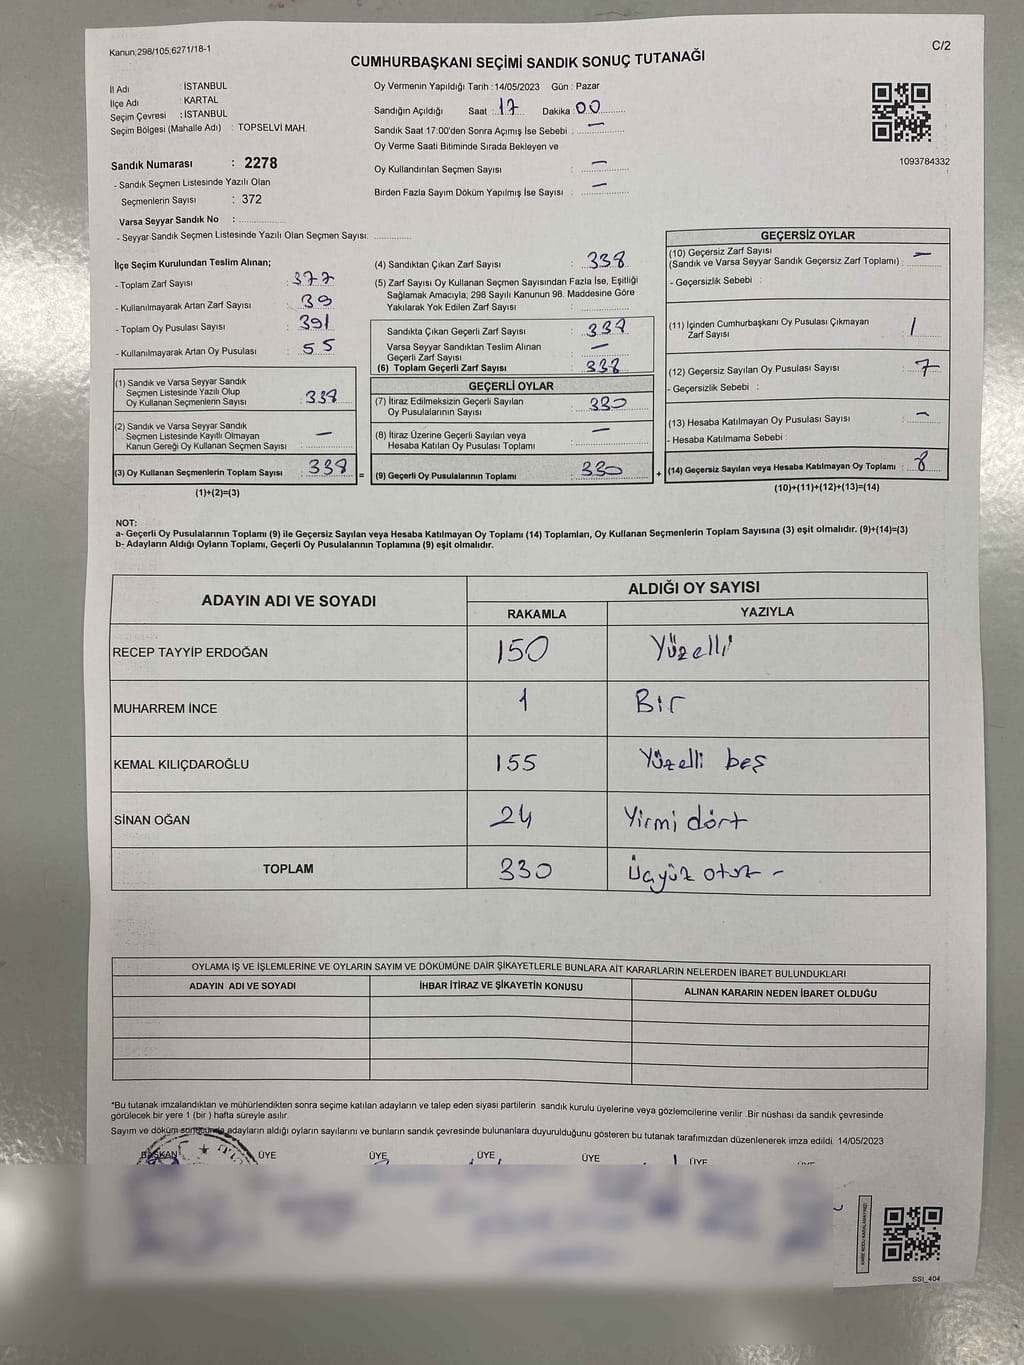 Kanun;298/105;6271/18-1
C/2
CUMHURBAŞKANI SEÇİMİ SANDIK SONUÇ TUTANAĞI
İl Adı : İSTANBUL
İlçe Adı : KARTAL
Seçim Çevresi : İSTANBUL
Seçim Bölgesi (Mahalle Adı) : TOPSELVİ MAH.
Sandık Numarası : 2278
- Sandık Seçmen Listesinde Yazılı Olan
Seçmenlerin Sayısı : 372
Varsa Seyyar Sandık No :
- Seyyar Sandık Seçmen Listesinde Yazılı Olan Seçmen Sayısı:
Oy Vermenin Yapıldığı Tarih : 14/05/2023 Gün : Pazar
Sandığın Açıldığı Saat : 17 Dakika : 00
Sandık Saat 17:00'den Sonra Açımış İse Sebebi : —
Oy Verme Saati Bitiminde Sırada Bekleyen ve
Oy Kullandırılan Seçmen Sayısı : —
Birden Fazla Sayım Döküm Yapılmış İse Sayısı : —
1093784332
İlçe Seçim Kurulundan Teslim Alınan;
- Toplam Zarf Sayısı : 377
- Kullanılmayarak Artan Zarf Sayısı : 39
- Toplam Oy Pusulası Sayısı : 391
- Kullanılmayarak Artan Oy Pusulası : 55
(1) Sandık ve Varsa Seyyar Sandık
Seçmen Listesinde Yazılı Olup
Oy Kullanan Seçmenlerin Sayısı : 338
(2) Sandık ve Varsa Seyyar Sandık
Seçmen Listesinde Kayıtlı Olmayan
Kanun Gereği Oy Kullanan Seçmen Sayısı : —
(3) Oy Kullanan Seçmenlerin Toplam Sayısı : 338
(1)+(2)=(3)
=
(4) Sandıktan Çıkan Zarf Sayısı : 338
(5) Zarf Sayısı Oy Kullanan Seçmen Sayısından Fazla İse, Eşitliği
Sağlamak Amacıyla; 298 Sayılı Kanunun 98. Maddesine Göre
Yakılarak Yok Edilen Zarf Sayısı :
Sandıkta Çıkan Geçerli Zarf Sayısı : 338
Varsa Seyyar Sandıktan Teslim Alınan
Geçerli Zarf Sayısı : —
(6) Toplam Geçerli Zarf Sayısı : 338
GEÇERLİ OYLAR
(7) İtiraz Edilmeksizin Geçerli Sayılan
Oy Pusulalarının Sayısı : 330
(8) İtiraz Üzerine Geçerli Sayılan veya
Hesaba Katılan Oy Pusulası Toplamı : —
(9) Geçerli Oy Pusulalarının Toplamı : 330
+
GEÇERSİZ OYLAR
(10) Geçersiz Zarf Sayısı
(Sandık ve Varsa Seyyar Sandık Geçersiz Zarf Toplamı) : —
- Geçersizlik Sebebi :
(11) İçinden Cumhurbaşkanı Oy Pusulası Çıkmayan
Zarf Sayısı : 1
(12) Geçersiz Sayılan Oy Pusulası Sayısı : 7
- Geçersizlik Sebebi :
(13) Hesaba Katılmayan Oy Pusulası Sayısı : —
- Hesaba Katılmama Sebebi :
(14) Geçersiz Sayılan veya Hesaba Katılmayan Oy Toplamı : 8
(10)+(11)+(12)+(13)=(14)
NOT:
a- Geçerli Oy Pusulalarının Toplamı (9) ile Geçersiz Sayılan veya Hesaba Katılmayan Oy Toplamı (14) Toplamları, Oy Kullanan Seçmenlerin Toplam Sayısına (3) eşit olmalıdır. (9)+(14)=(3)
b- Adayların Aldığı Oyların Toplamı, Geçerli Oy Pusulalarının Toplamına (9) eşit olmalıdır.
ADAYIN ADI VE SOYADI
ALDIĞI OY SAYISI
RAKAMLA YAZIYLA
RECEP TAYYİP ERDOĞAN 150 Yüzelli
MUHARREM İNCE 1 Bir
KEMAL KILIÇDAROĞLU 155 Yüzelli beş
SİNAN OĞAN 24 Yirmi dört
TOPLAM 330 Üçyüz otuz -
OYLAMA İŞ VE İŞLEMLERİNE VE OYLARIN SAYIM VE DÖKÜMÜNE DAİR ŞİKAYETLERLE BUNLARA AİT KARARLARIN NELERDEN İBARET BULUNDUKLARI
ADAYIN ADI VE SOYADI İHBAR İTİRAZ VE ŞİKAYETİN KONUSU ALINAN KARARIN NEDEN İBARET OLDUĞU
*Bu tutanak imzalandıktan ve mühürlendikten sonra seçime katılan adayların ve talep eden siyasi partilerin sandık kurulu üyelerine veya gözlemcilerine verilir. Bir nüshası da sandık çevresinde
görülecek bir yere 1 (bir) hafta süreyle asılır.
Sayım ve döküm sonucunda adayların aldığı oyların sayılarını ve bunların sandık çevresinde bulunanlara duyurulduğunu gösteren bu tutanak tarafımızdan düzenlenerek imza edildi. 14/05/2023
BAŞKAN ÜYE ÜYE ÜYE ÜYE ÜYE ÜYE
SSI_404